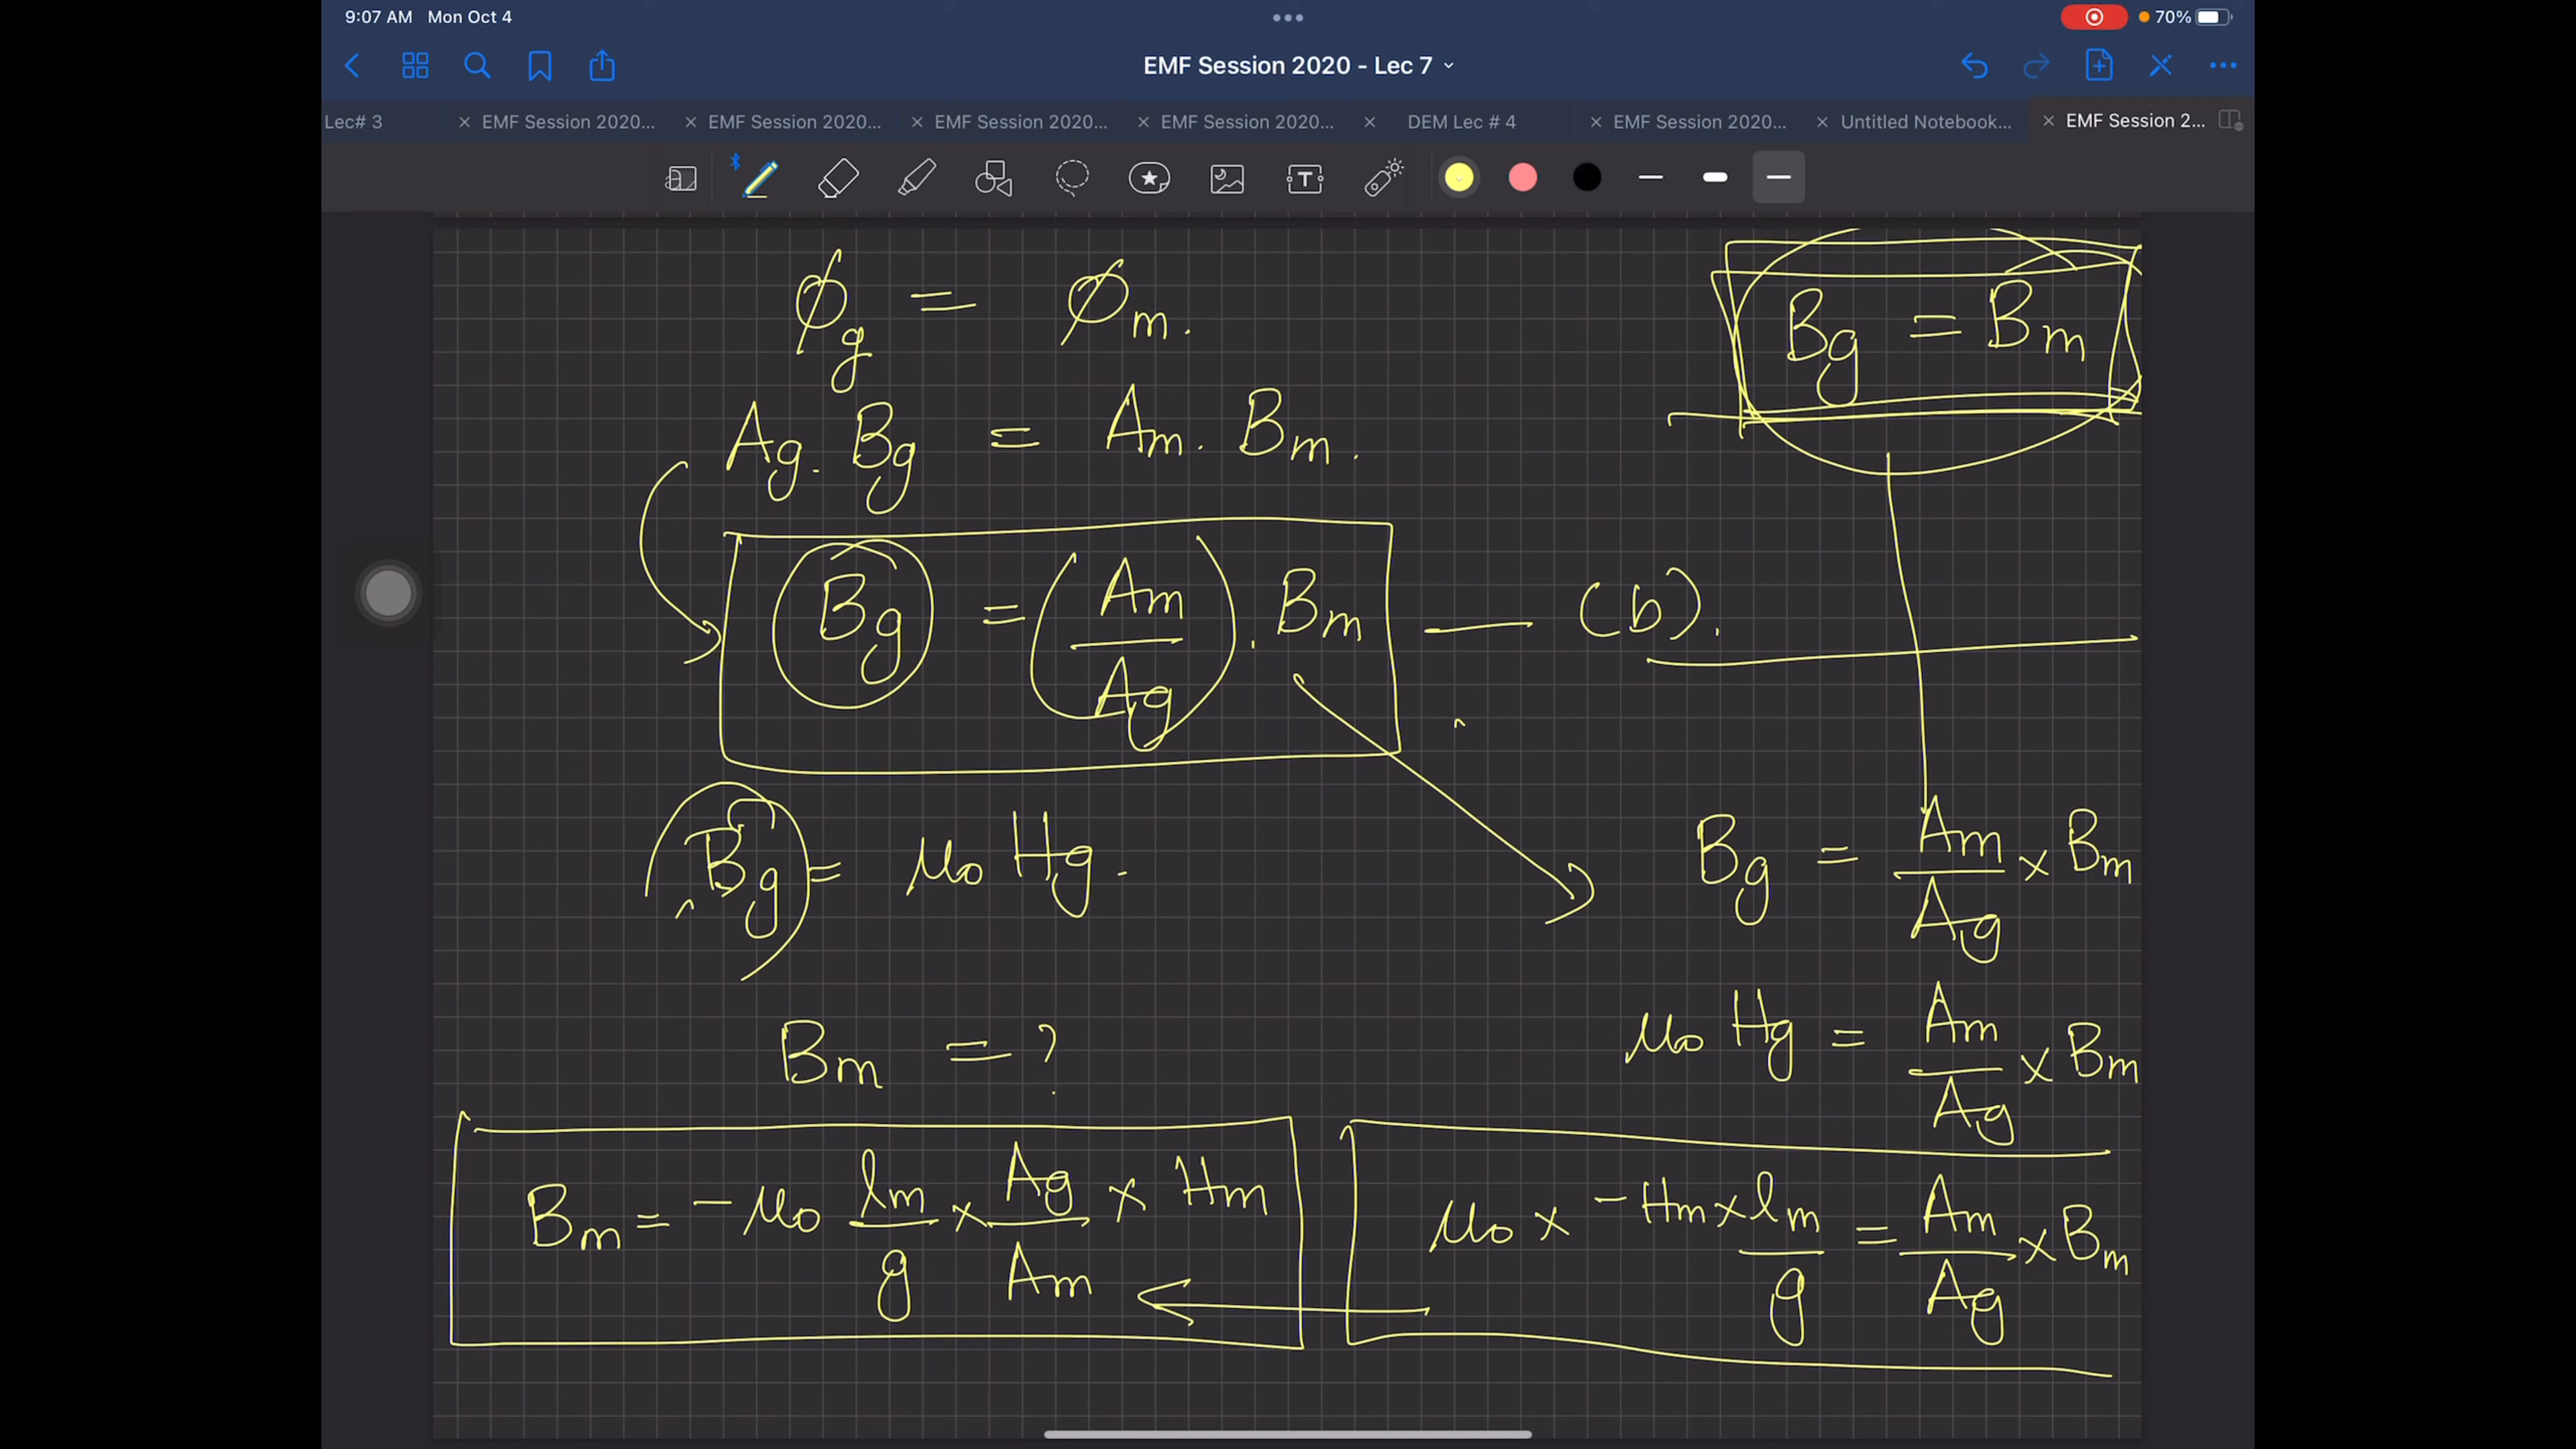 9:07 AM Mon Oct 4
70%
EMF Session 2020 - Lec 7
Lec# 3
EMF Session 2020...
EMF Session 2020...
EMF Session 2020...
EMF Session 2020...
DEM Lec # 4
EMF Session 2020...
Untitled Notebook...
EMF Session 2...
Φg = Φm.
Bg = Bm
Ag. Bg = Am. Bm.
Bg = (Am/Ag). Bm — (b).
Bg = μo Hg.
Bg = Am/Ag × Bm
Bm = ?
μo Hg = Am/Ag × Bm
Bm = -μo lm/g × Ag/Am × Hm
μo × -Hm × lm/g = Am/Ag × Bm